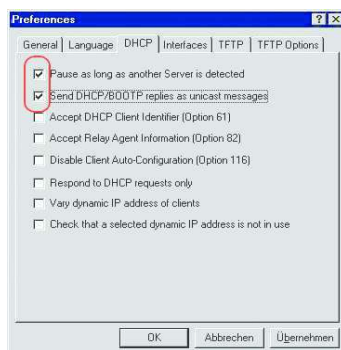 Preferences
General Language DHCP Interfaces TFTP TFTP Options
Pause as long as another Server is detected
Send DHCP/BOOTP replies as unicast messages
Accept DHCP Client Identifier (Option 61)
Accept Relay Agent Information (Option 82)
Disable Client Auto-Configuration (Option 116)
Respond to DHCP requests only
Vary dynamic IP address of clients
Check that a selected dynamic IP address is not in use
OK Abbrechen Übernehmen